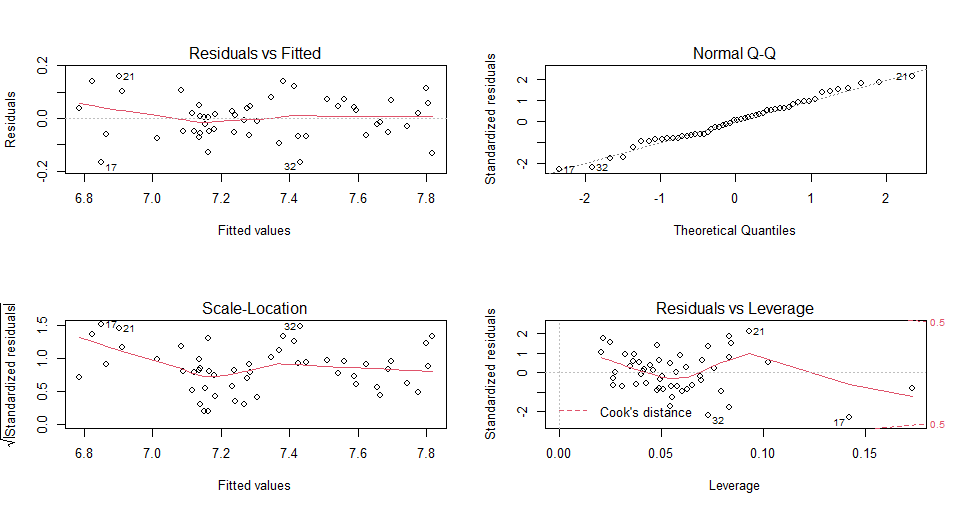 Residuals vs Fitted
Residuals
-0.2 0.0 0.2
21
17
32
6.8 7.0 7.2 7.4 7.6 7.8
Fitted values
Normal Q-Q
Standardized residuals
-2 0 1 2
21
17
32
-2 -1 0 1 2
Theoretical Quantiles
Scale-Location
√|Standardized residuals|
0.0 0.5 1.0 1.5
17
21
32
6.8 7.0 7.2 7.4 7.6 7.8
Fitted values
Residuals vs Leverage
Standardized residuals
-2 0 1 2
21
32
17
0.5
0.5
Cook's distance
0.00 0.05 0.10 0.15
Leverage